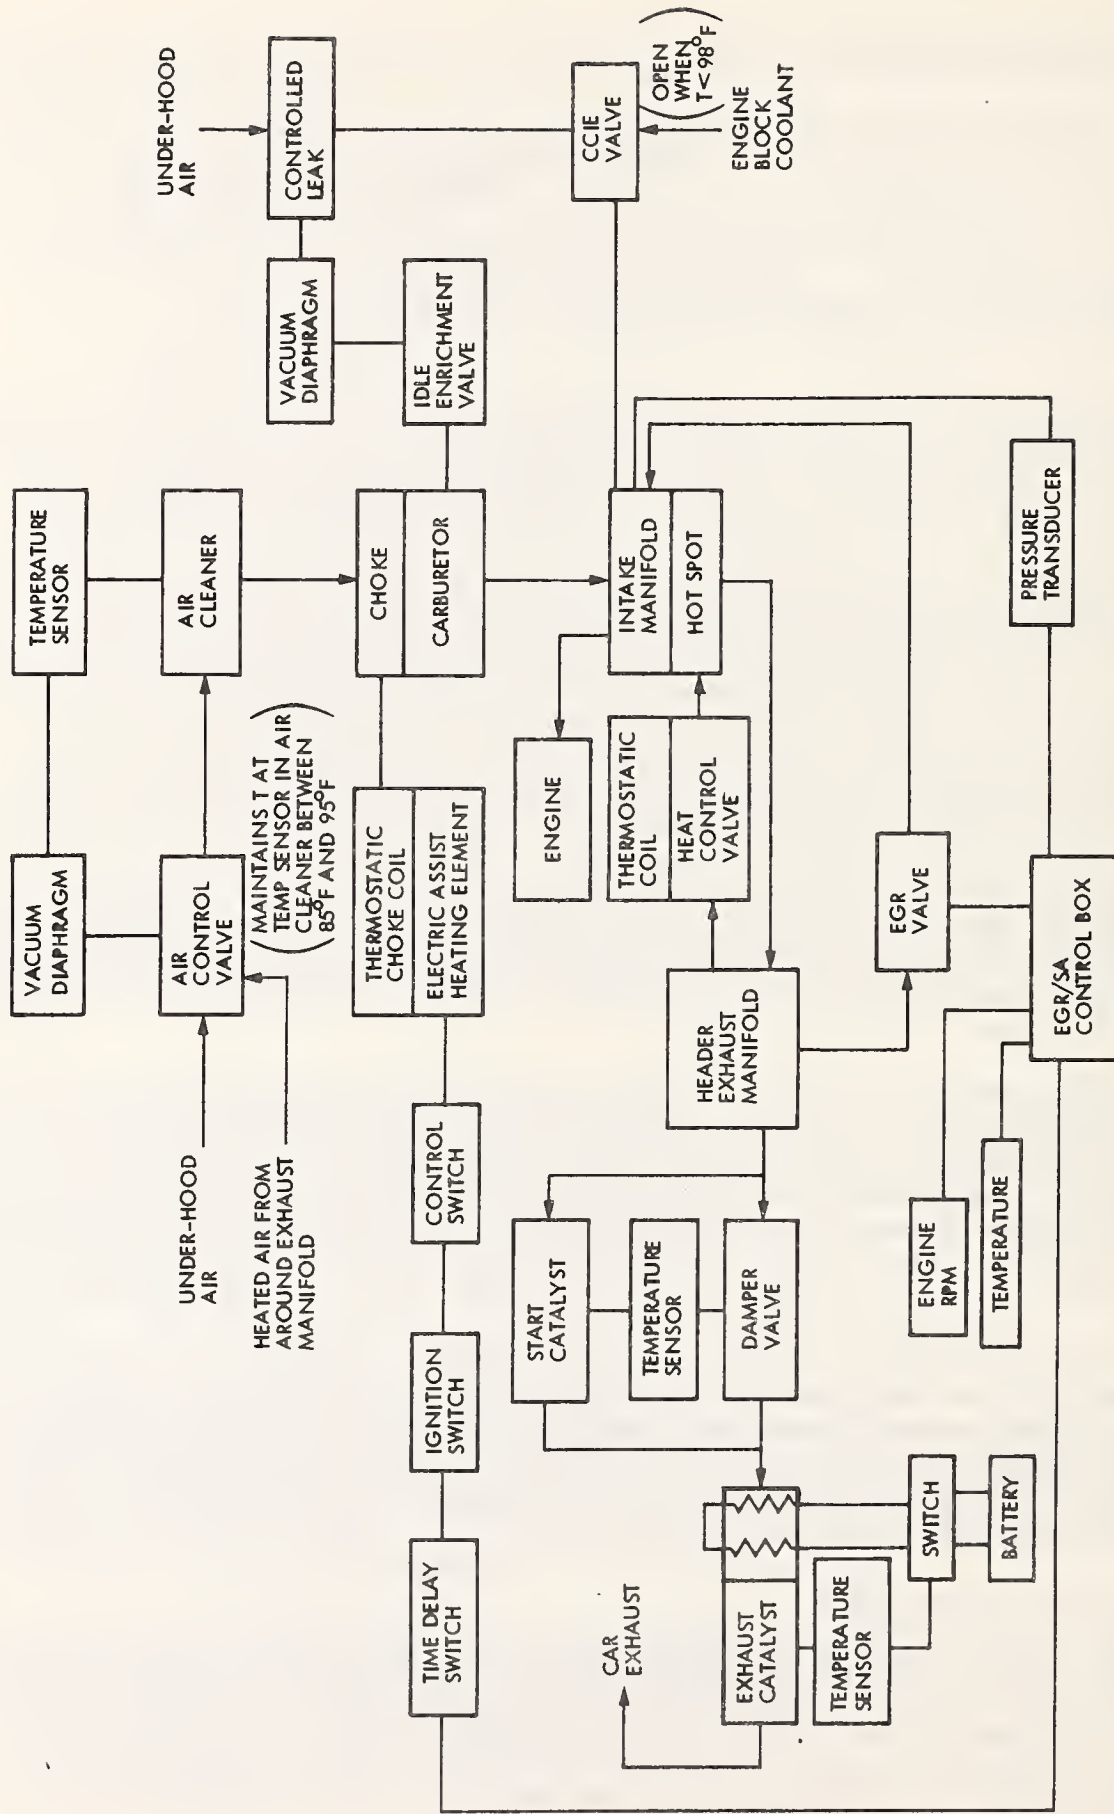 VACUUM
DIAPHRAGM
TEMPERATURE
SENSOR
UNDER-HOOD
AIR
AIR
CONTROL
VALVE
AIR
CLEANER
UNDER-HOOD
AIR
HEATED AIR FROM
AROUND EXHAUST
MANIFOLD
(MAINTAINS T AT
TEMP SENSOR IN AIR
CLEANER BETWEEN
85°F AND 95°F)
VACUUM
DIAPHRAGM
CONTROLLED
LEAK
TIME DELAY
SWITCH
IGNITION
SWITCH
CONTROL
SWITCH
THERMOSTATIC
CHOKE COIL
ELECTRIC ASSIST
HEATING ELEMENT
CHOKE
CARBURETOR
IDLE
ENRICHMENT
VALVE
START
CATALYST
ENGINE
CCIE
VALVE
(OPEN
WHEN
T < 98°F)
ENGINE
BLOCK
COOLANT
CAR
EXHAUST
TEMPERATURE
SENSOR
THERMOSTATIC
COIL
HEAT
CONTROL
VALVE
INTAKE
MANIFOLD
HOT SPOT
EXHAUST
CATALYST
DAMPER
VALVE
HEADER
EXHAUST
MANIFOLD
TEMPERATURE
SENSOR
SWITCH
BATTERY
ENGINE
RPM
TEMPERATURE
EGR
VALVE
EGR/SA
CONTROL BOX
PRESSURE
TRANSDUCER